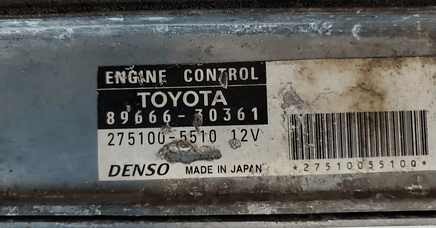 ENGINE CONTROL
TOYOTA
89666-30361
275100-5510 12V
DENSO MADE IN JAPAN
*2751005510Q*